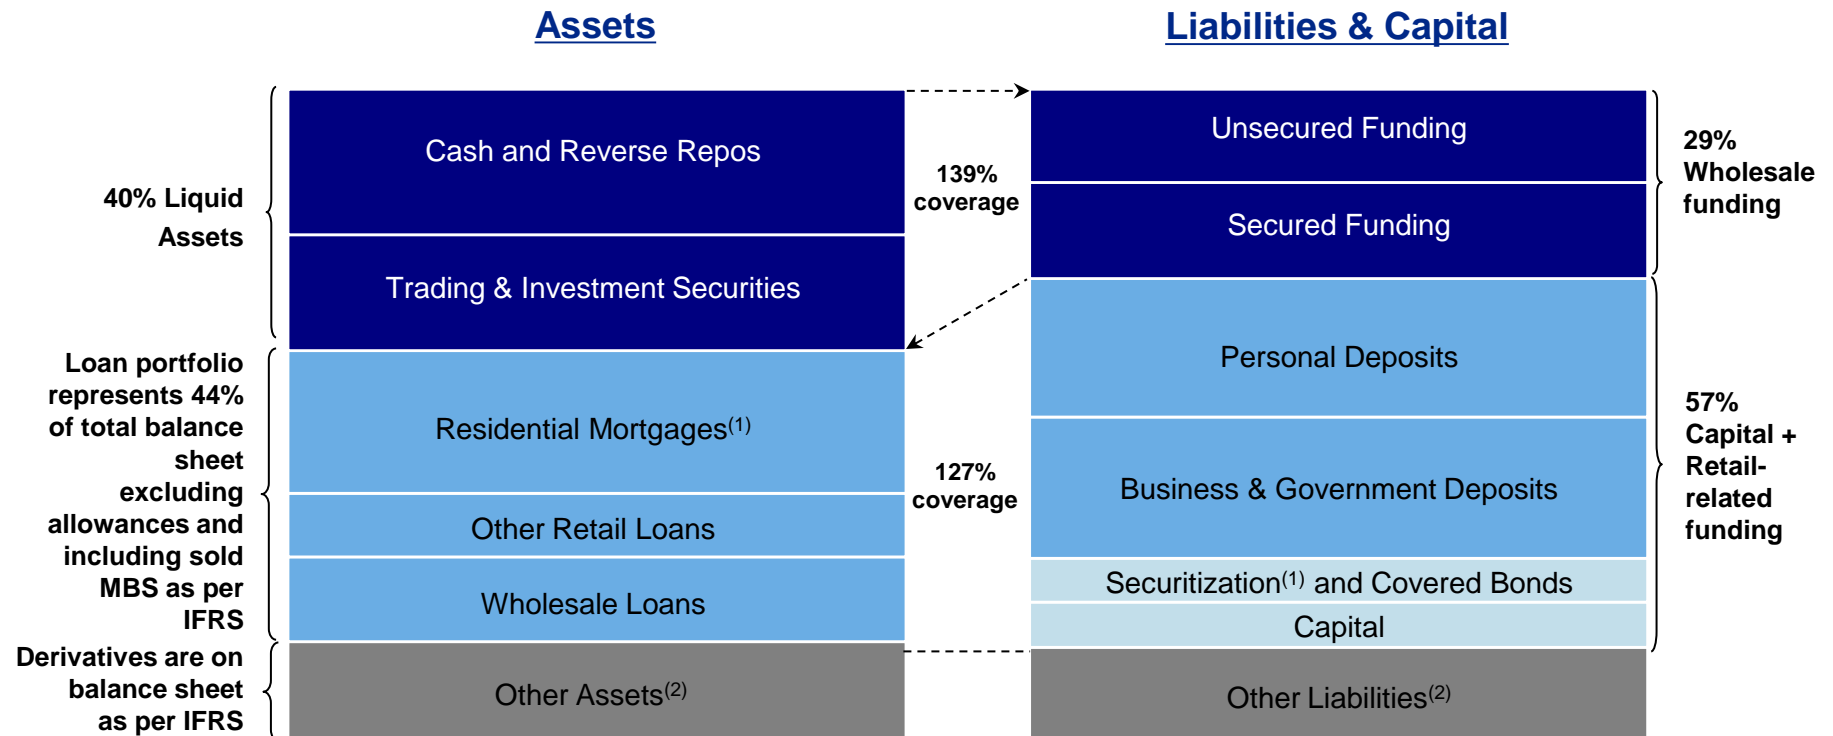 Assets
Liabilities & Capital
40% Liquid
Assets
Cash and Reverse Repos
Trading & Investment Securities
139%
coverage
Unsecured Funding
Secured Funding
29%
Wholesale
funding
Loan portfolio
represents 44%
of total balance
sheet
excluding
allowances and
including sold
MBS as per
IFRS
Residential Mortgages(1)
Other Retail Loans
Wholesale Loans
127%
coverage
Personal Deposits
Business & Government Deposits
Securitization(1) and Covered Bonds
Capital
57%
Capital +
Retail-
related
funding
Derivatives are on
balance sheet
as per IFRS
Other Assets(2)
Other Liabilities(2)